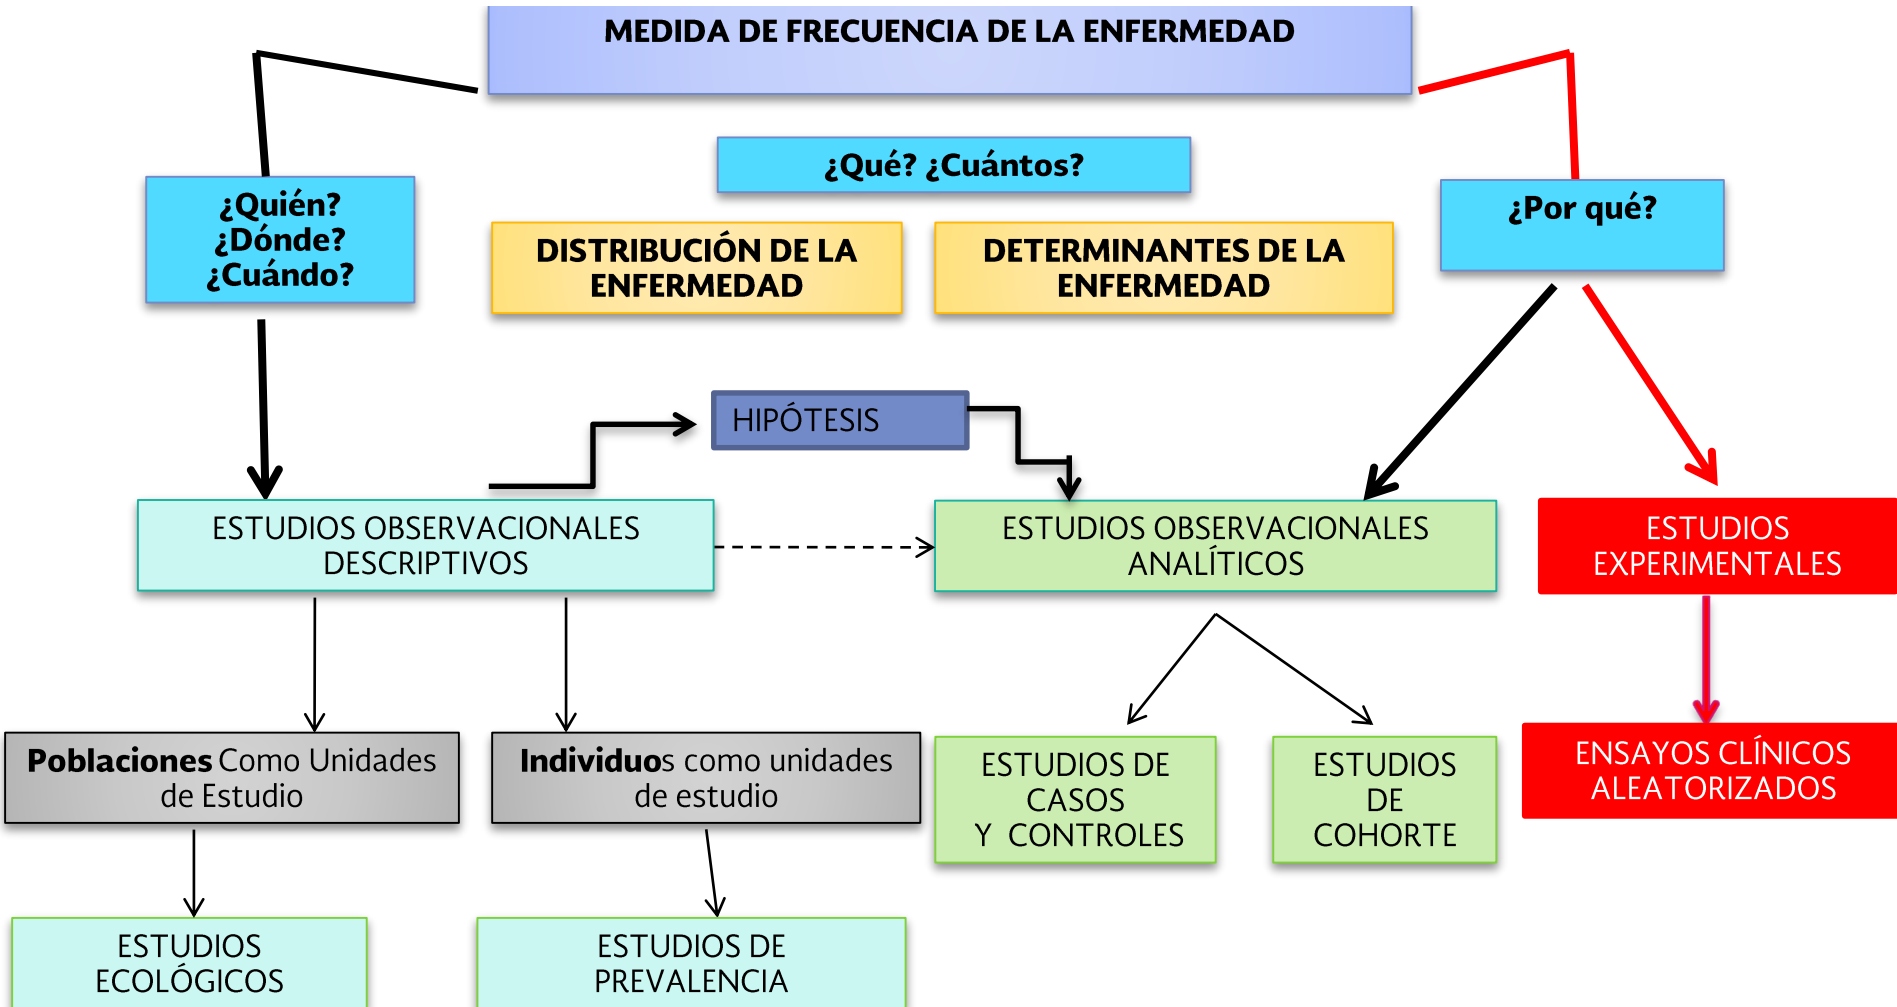 MEDIDA DE FRECUENCIA DE LA ENFERMEDAD
¿Qué? ¿Cuántos?
¿Quién?
¿Dónde?
¿Cuándo?
¿Por qué?
DISTRIBUCIÓN DE LA
ENFERMEDAD
DETERMINANTES DE LA
ENFERMEDAD
HIPÓTESIS
ESTUDIOS OBSERVACIONALES
DESCRIPTIVOS
ESTUDIOS OBSERVACIONALES
ANALÍTICOS
ESTUDIOS
EXPERIMENTALES
Poblaciones Como Unidades
de Estudio
Individuos como unidades
de estudio
ESTUDIOS DE
CASOS
Y CONTROLES
ESTUDIOS
DE
COHORTE
ENSAYOS CLÍNICOS
ALEATORIZADOS
ESTUDIOS
ECOLÓGICOS
ESTUDIOS DE
PREVALENCIA